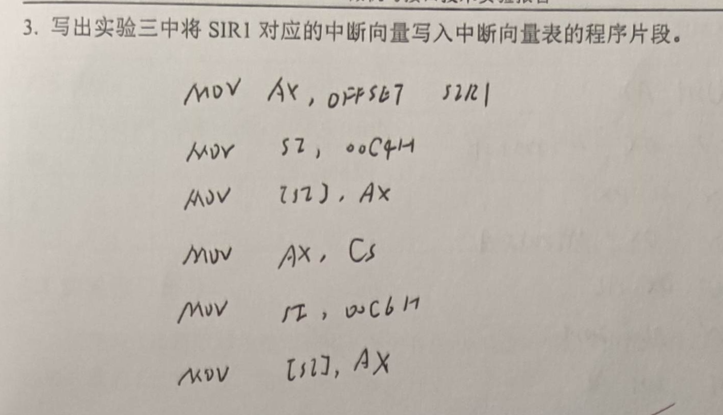 3. 写出实验三中将 SIR1 对应的中断向量写入中断向量表的程序片段。
MOV AX, OFFSET SIR1
MOV SI, 00C4H
MOV [SI], AX
MOV AX, CS
MOV SI, 00C6H
MOV [SI], AX